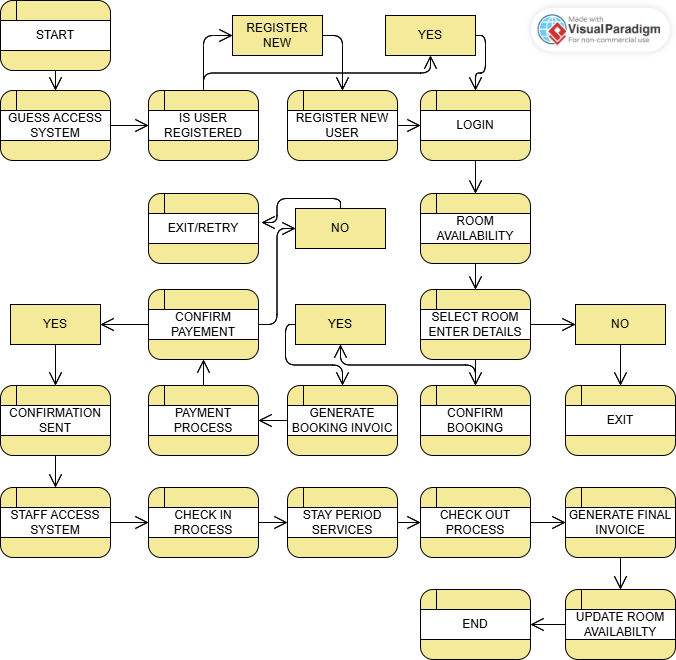 START
REGISTER
NEW
YES
Made with
VisualParadigm
For non-commercial use
GUESS ACCESS
SYSTEM
IS USER
REGISTERED
REGISTER NEW
USER
LOGIN
EXIT/RETRY
NO
ROOM
AVAILABILITY
YES
CONFIRM
PAYEMENT
YES
SELECT ROOM
ENTER DETAILS
NO
CONFIRMATION
SENT
PAYMENT
PROCESS
GENERATE
BOOKING INVOIC
CONFIRM
BOOKING
EXIT
STAFF ACCESS
SYSTEM
CHECK IN
PROCESS
STAY PERIOD
SERVICES
CHECK OUT
PROCESS
GENERATE FINAL
INVOICE
END
UPDATE ROOM
AVAILABILTY